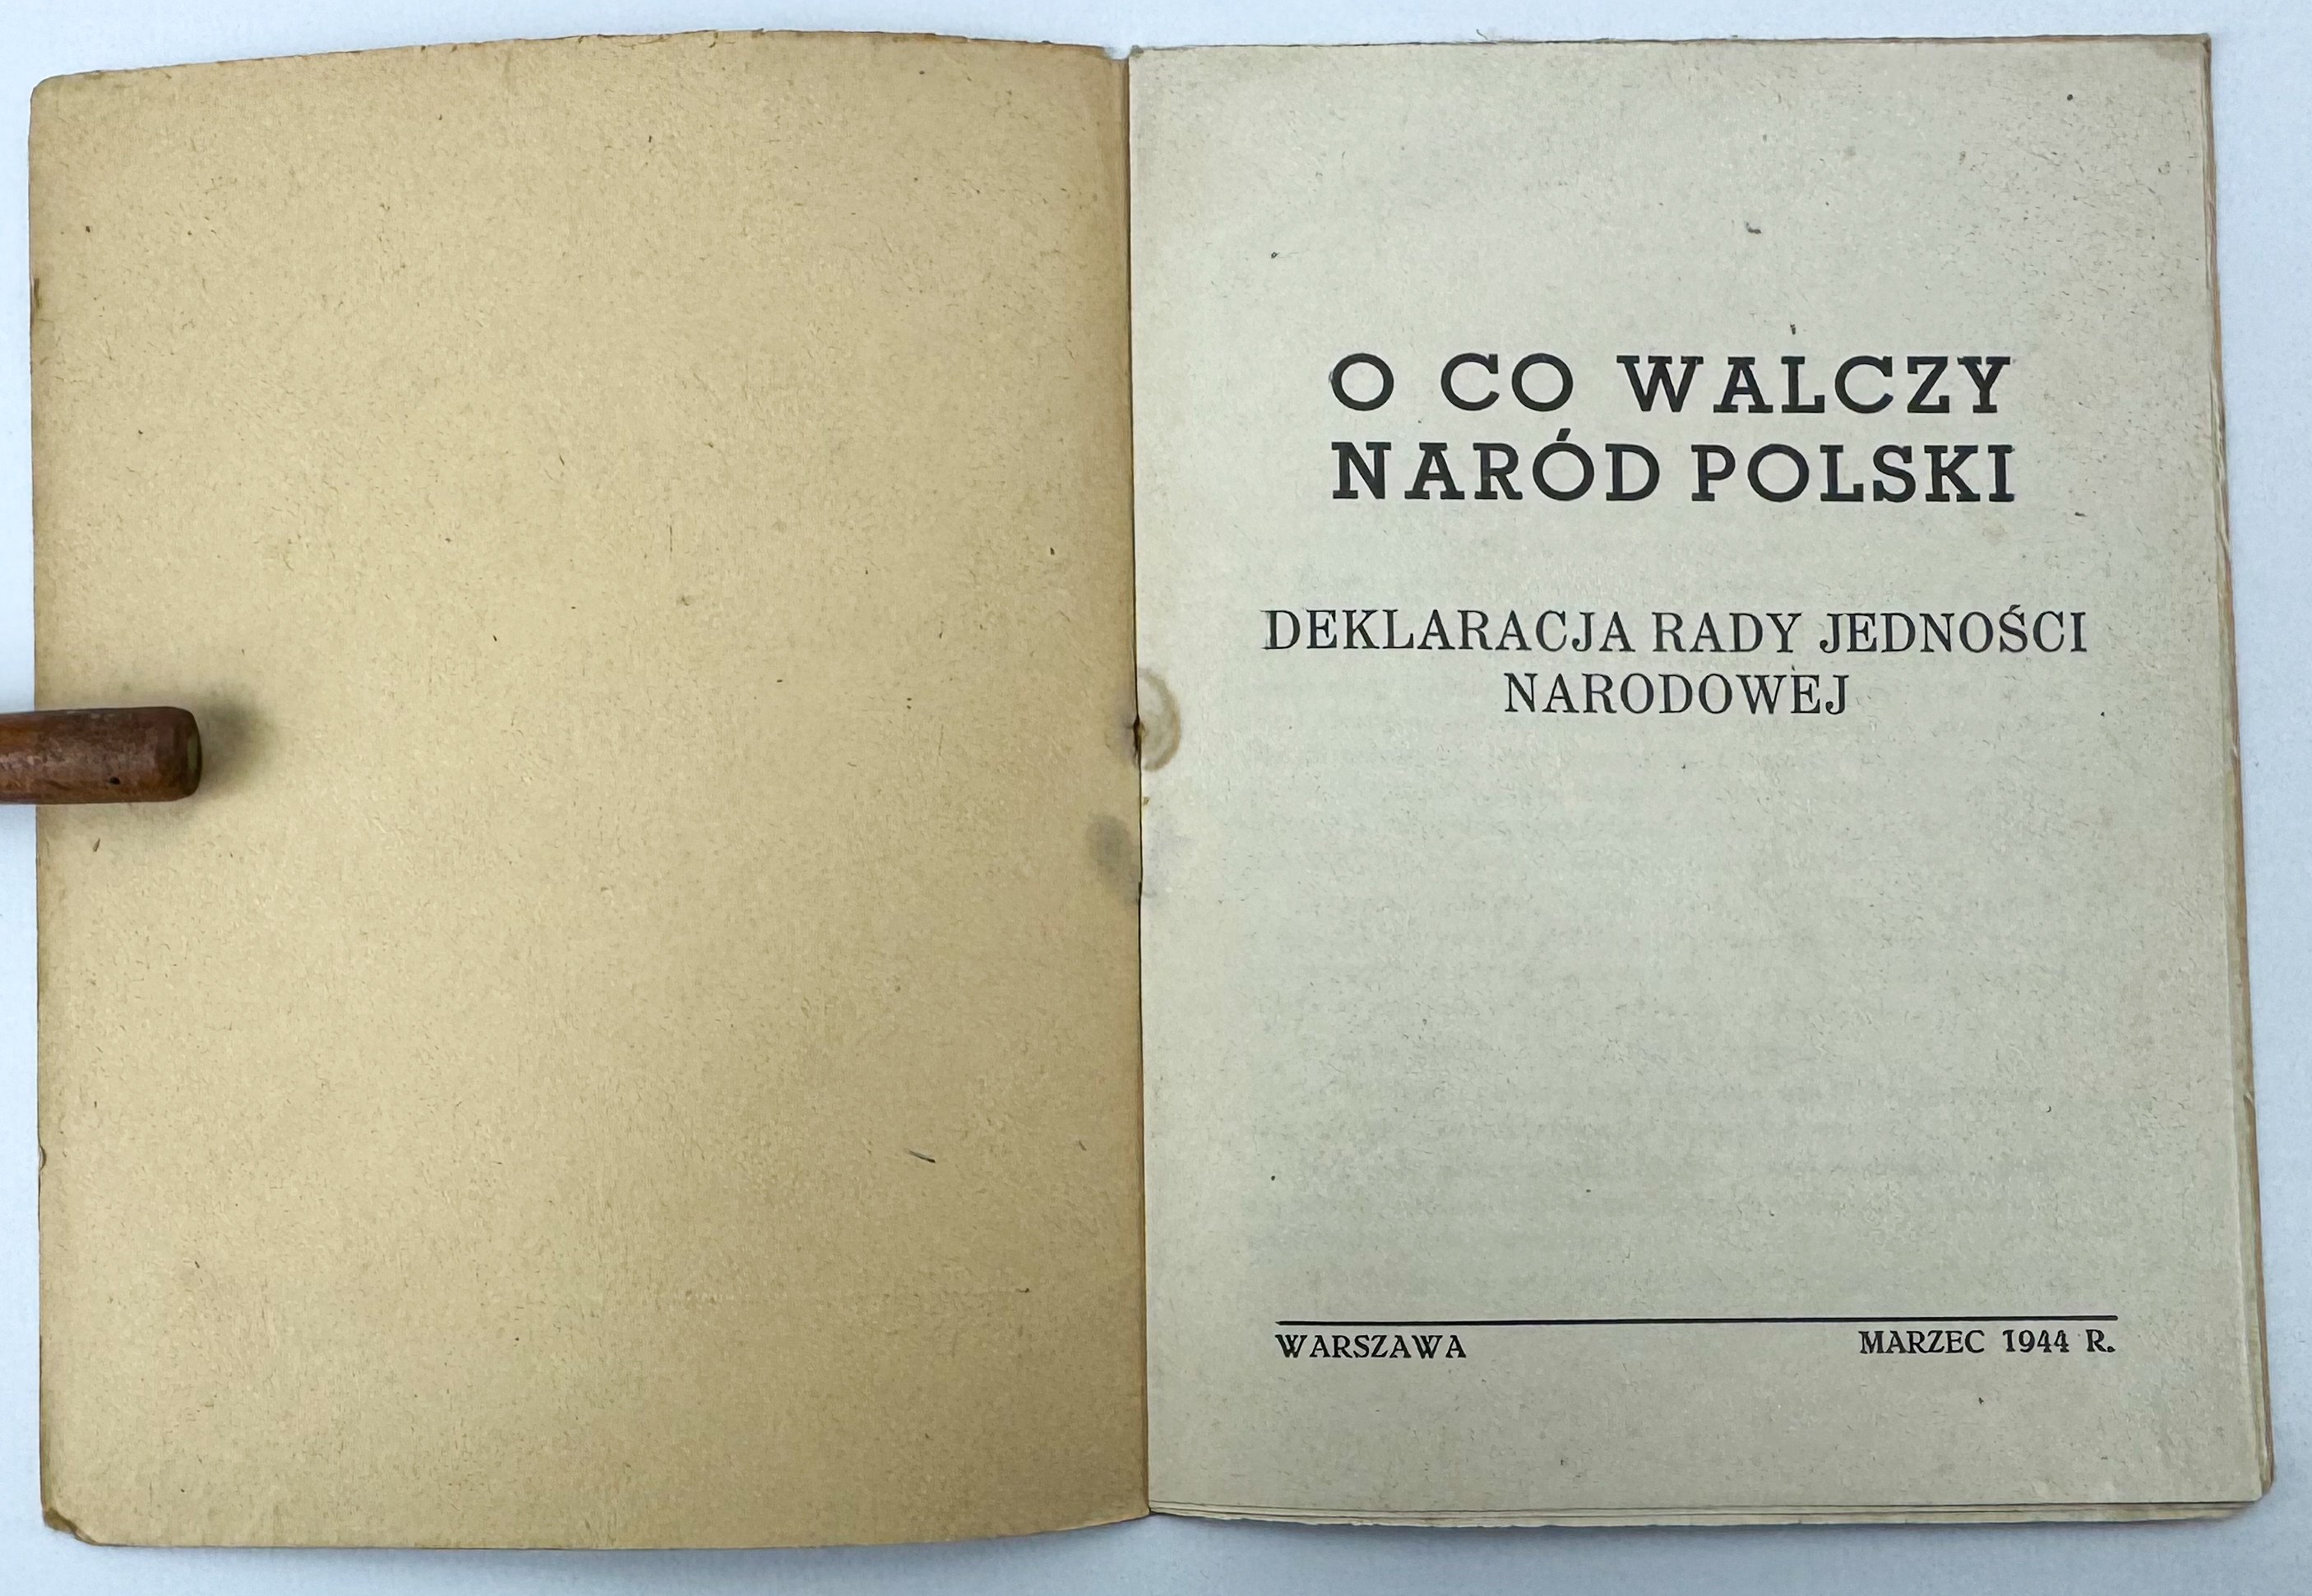 O CO WALCZY
NARÓD POLSKI
DEKLARACJA RADY JEDNOŚCI
NARODOWEJ
WARSZAWA MARZEC 1944 R.